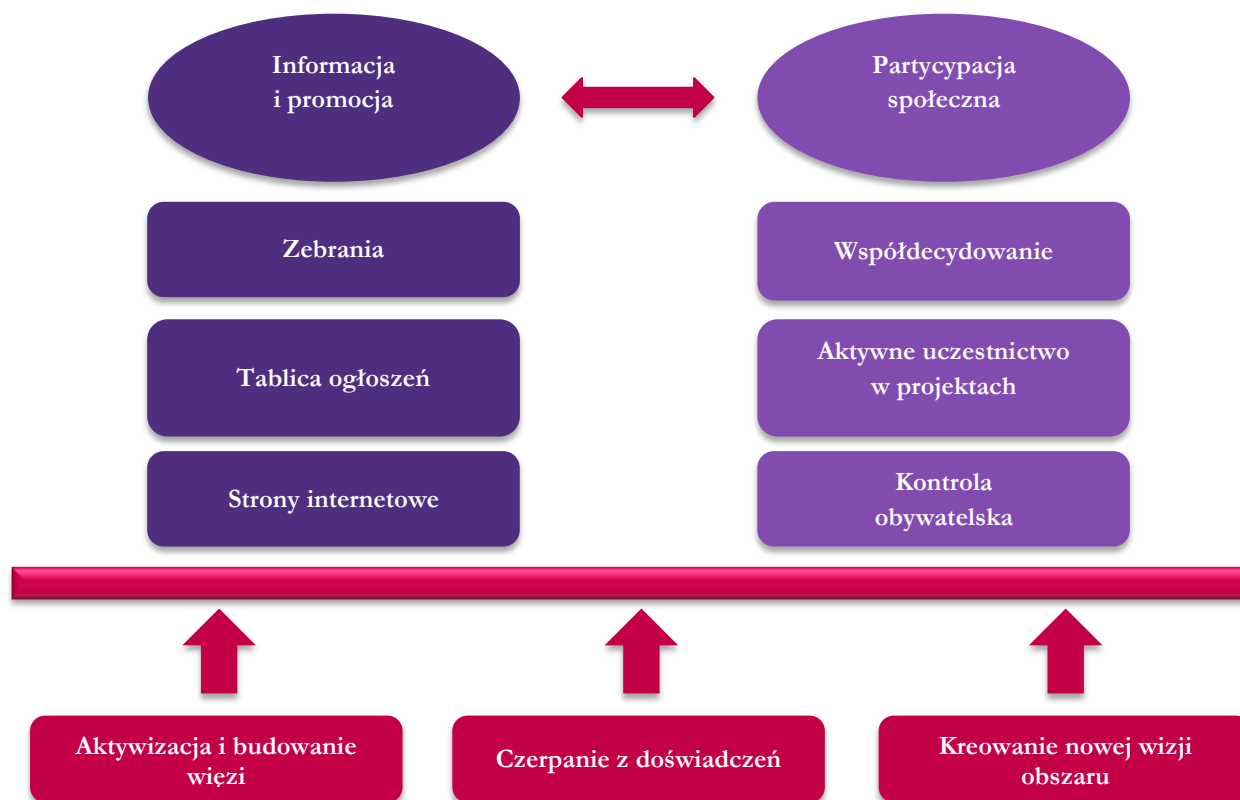 Informacja
i promocja
Partycypacja
społeczna
Zebrania
Współdecydowanie
Tablica ogłoszeń
Aktywne uczestnictwo
w projektach
Strony internetowe
Kontrola
obywatelska
Aktywizacja i budowanie
więzi
Czerpanie z doświadczeń
Kreowanie nowej wizji
obszaru